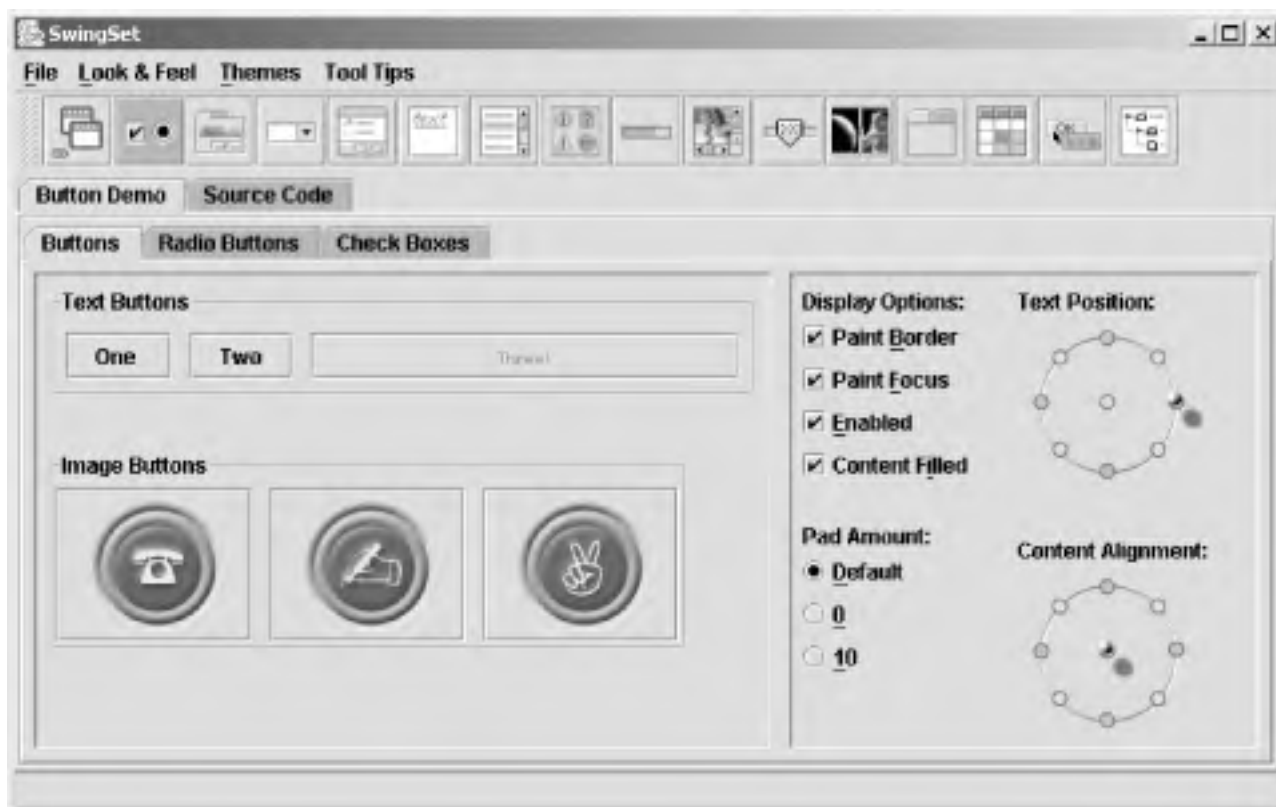 SwingSet
File Look & Feel Themes Tool Tips
Button Demo Source Code
Buttons Radio Buttons Check Boxes
Text Buttons
One Two
Image Buttons
Display Options:
Paint Border
Paint Focus
Enabled
Content Filled
Pad Amount:
Default
0
10
Text Position:
Content Alignment: